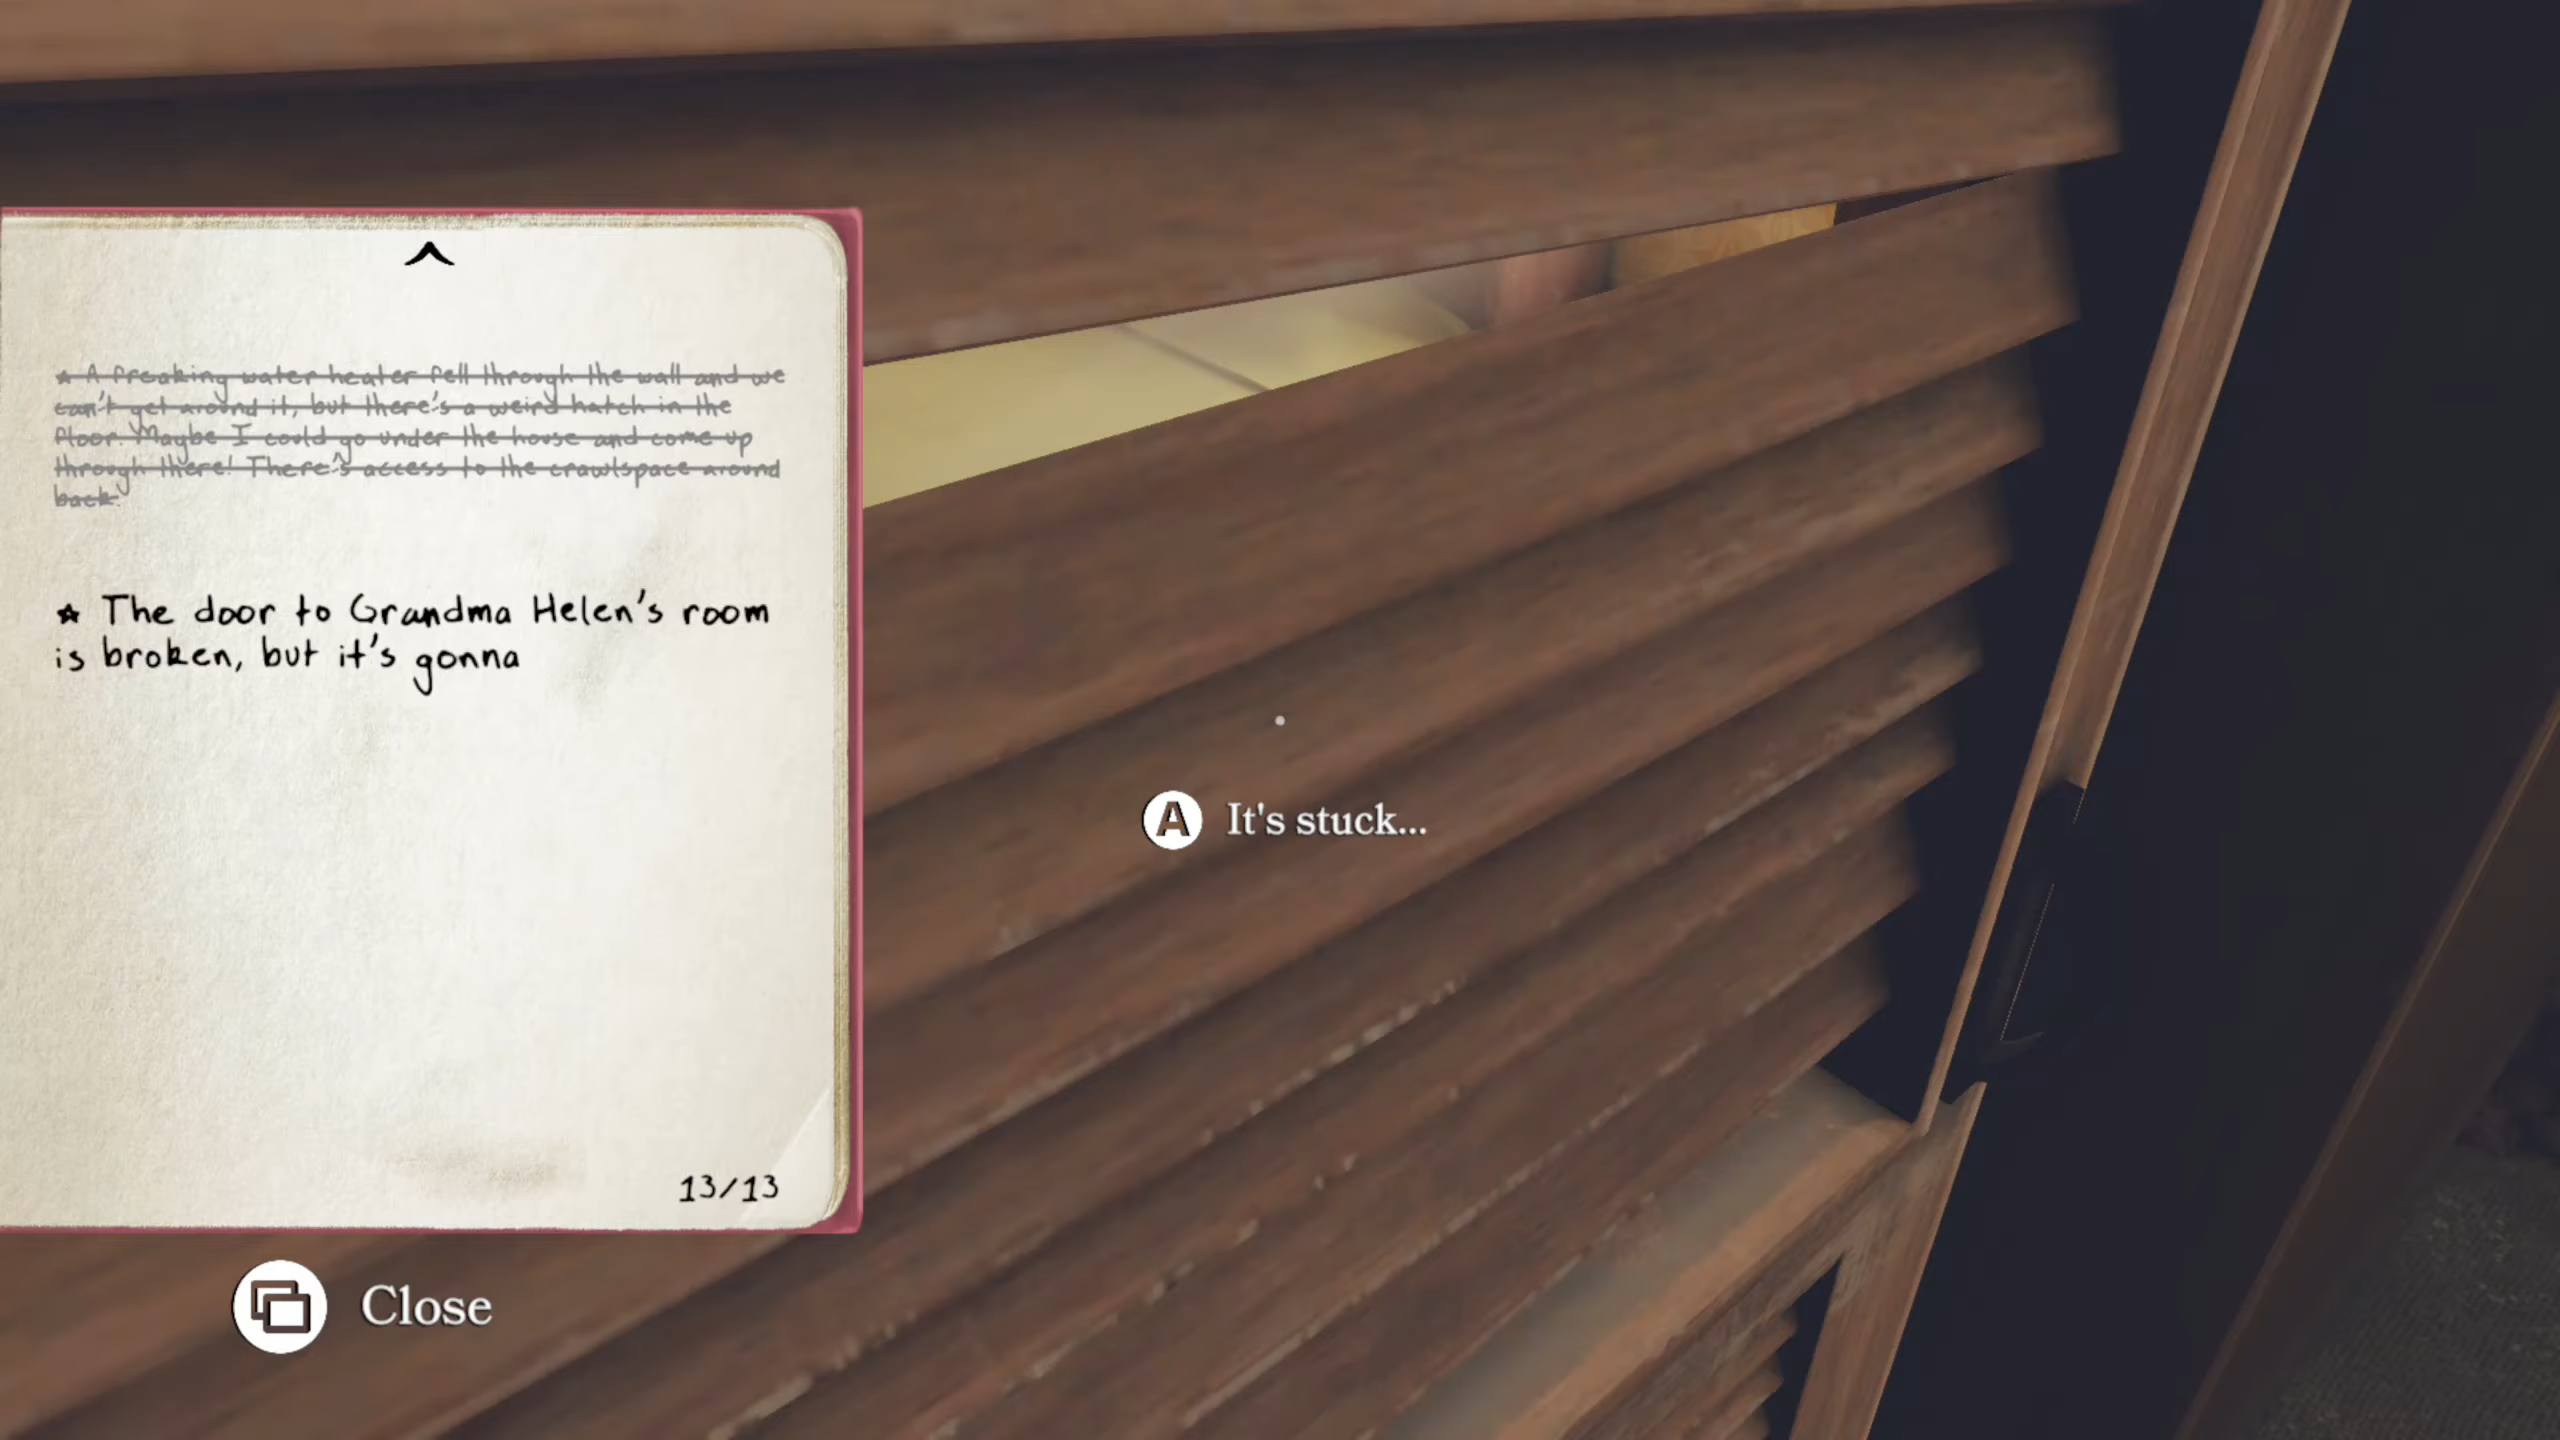 ★ A freaking water heater fell through the wall and we
can't get around it, but there's a weird hatch in the
floor. Maybe I could go under the house and come up
through there! There's access to the crawlspace around
back.
★ The door to Grandma Helen's room
is broken, but it's gonna
13/13
A It's stuck...
Close